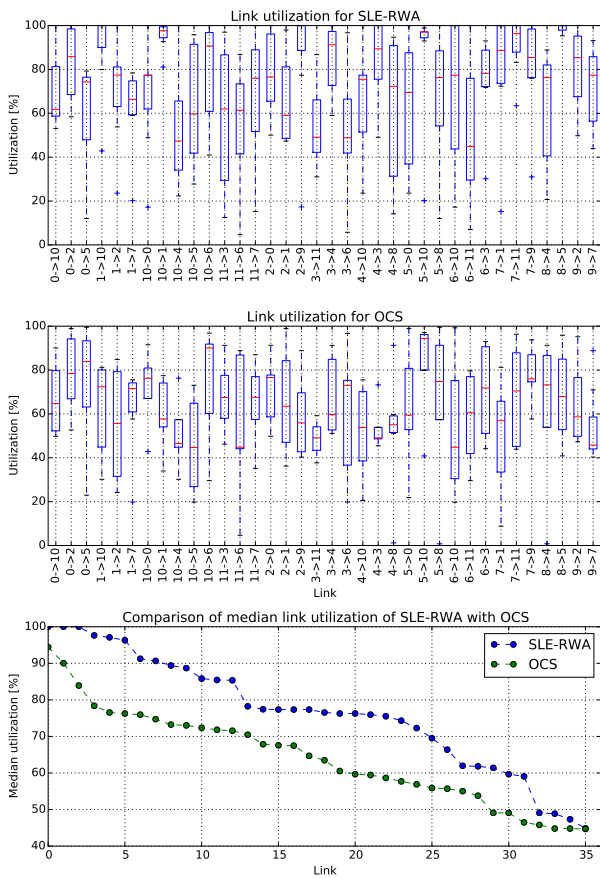 Link utilization for SLE-RWA
Utilization [%]
100
80
60
40
20
0
0->10 0->2 0->5 1->10 1->2 1->7 10->0 10->1 10->4 10->5 10->6 11->3 11->6 11->7 2->0 2->1 2->9 3->11 3->4 3->6 4->3 4->8 5->0 5->10 5->8 6->10 6->11 6->3 7->1 7->11 7->9 8->4 8->5 9->2 9->7
Link utilization for OCS
Utilization [%]
100
80
60
40
20
0
0->10 0->2 0->5 1->10 1->2 1->7 10->0 10->1 10->4 10->5 10->6 11->3 11->6 11->7 2->0 2->1 2->9 3->11 3->4 3->6 4->3 4->8 5->0 5->10 5->8 6->10 6->11 6->3 7->1 7->11 7->9 8->4 8->5 9->2 9->7
Link
Comparison of median link utilization of SLE-RWA with OCS
Median utilization [%]
100
90
80
70
60
50
40
SLE-RWA
OCS
0 5 10 15 20 25 30 35
Link